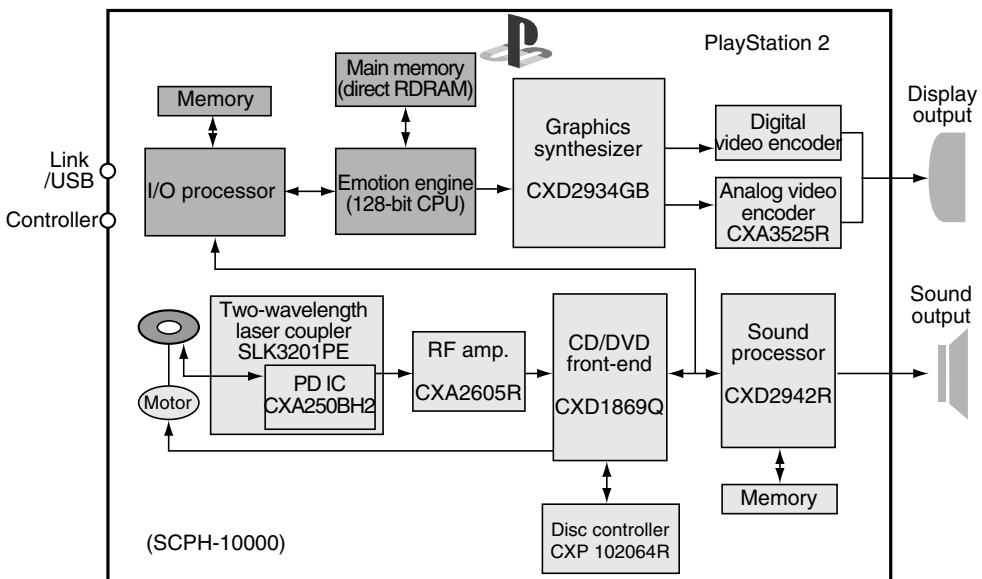 PlayStation 2
Main memory
(direct RDRAM)
Memory
Graphics
synthesizer
CXD2934GB
Digital
video encoder
Display
output
Link
/USB
I/O processor
Emotion engine
(128-bit CPU)
Analog video
encoder
CXA3525R
Controller
Two-wavelength
laser coupler
SLK3201PE
PD IC
CXA250BH2
Motor
RF amp.
CXA2605R
CD/DVD
front-end
CXD1869Q
Sound
processor
CXD2942R
Sound
output
Memory
Disc controller
CXP 102064R
(SCPH-10000)